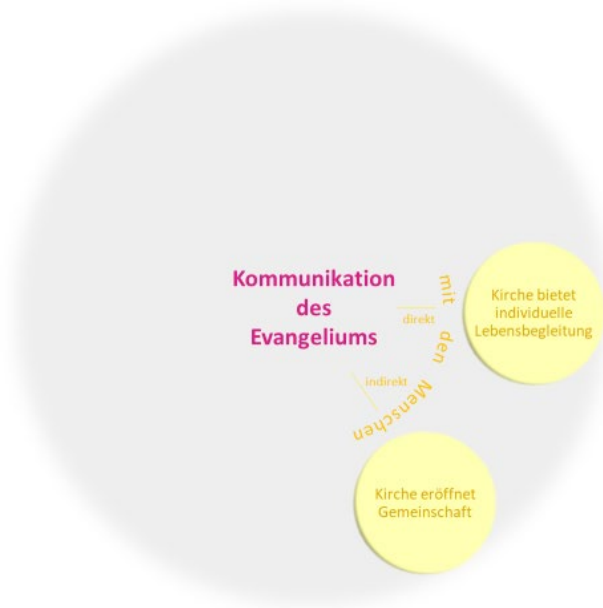 Kommunikation
des
Evangeliums
direkt
indirekt
mit den Menschen
Kirche bietet
individuelle
Lebensbegleitung
Kirche eröffnet
Gemeinschaft